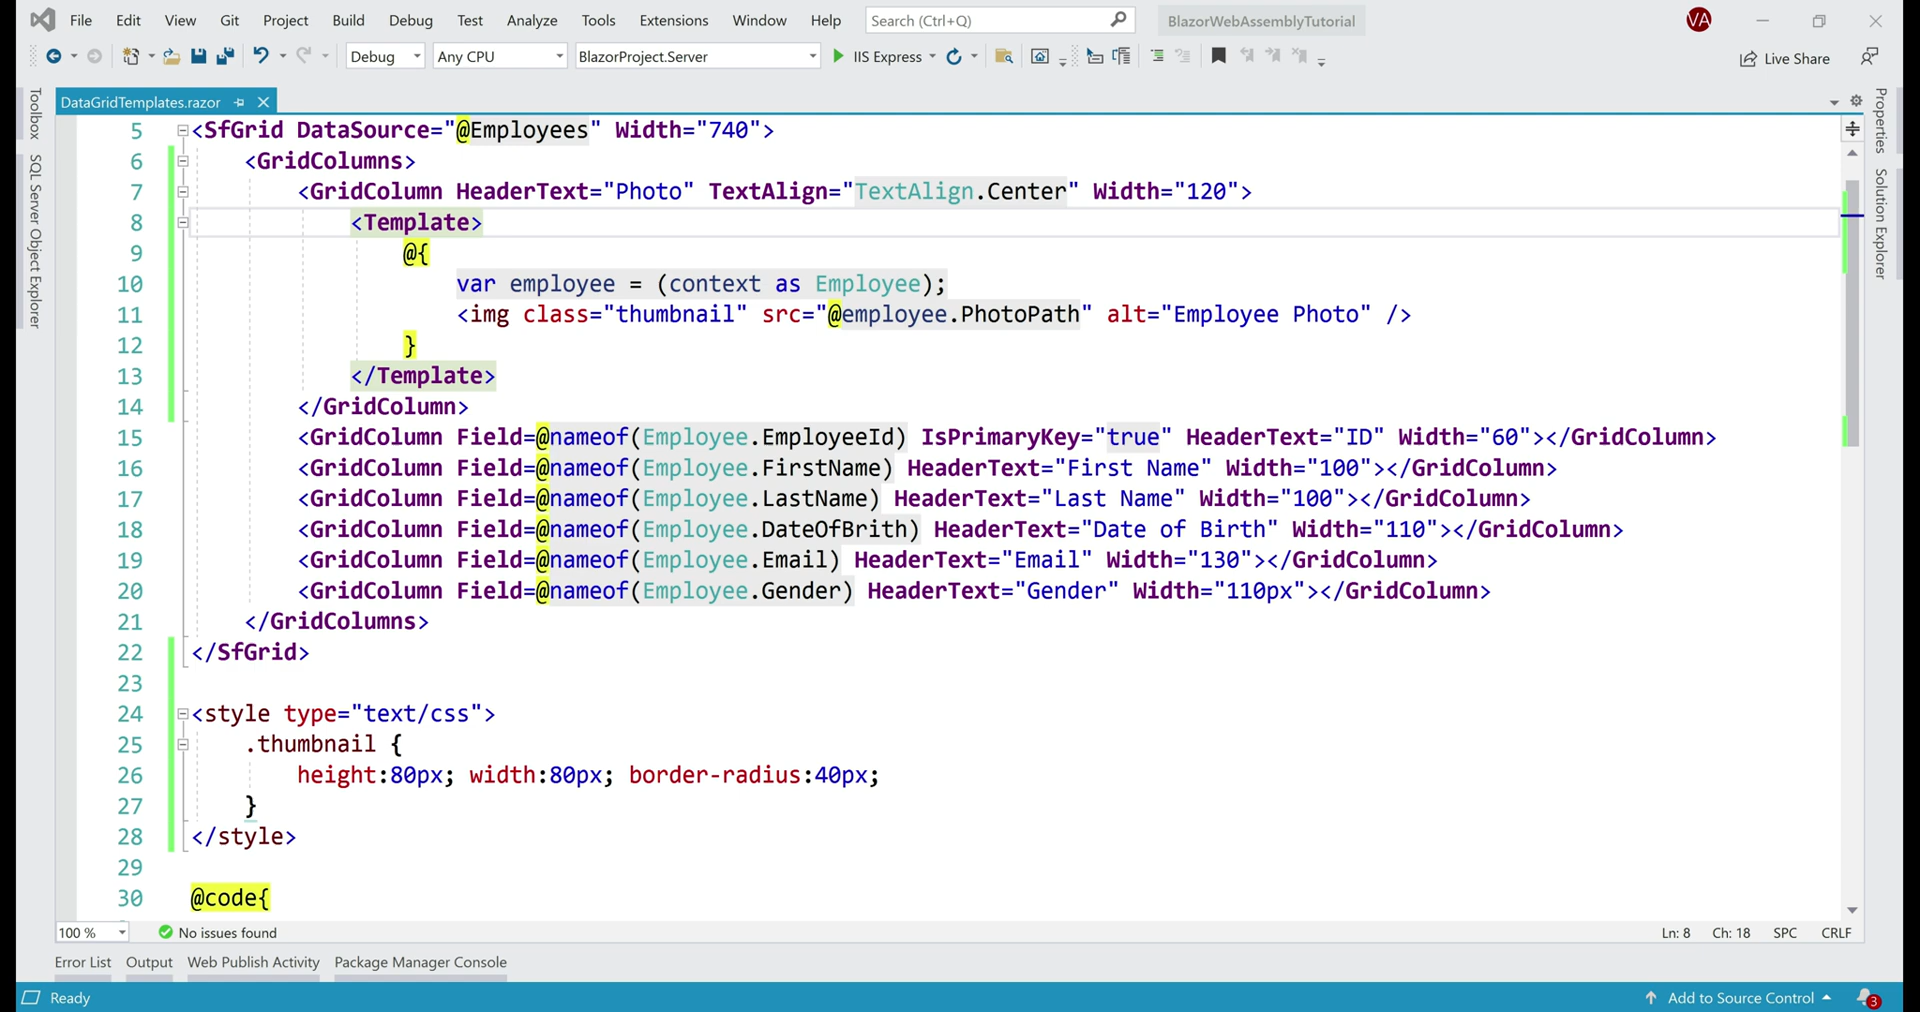 File Edit View Git Project Build Debug Test Analyze Tools Extensions Window Help Search (Ctrl+Q) BlazorWebAssemblyTutorial VA
Debug Any CPU BlazorProject.Server IIS Express Live Share
DataGridTemplates.razor
Toolbox
SQL Server Object Explorer
Properties
Solution Explorer
5 <SfGrid DataSource="@Employees" Width="740">
6 <GridColumns>
7 <GridColumn HeaderText="Photo" TextAlign="TextAlign.Center" Width="120">
8 <Template>
9 @{
10 var employee = (context as Employee);
11 <img class="thumbnail" src="@employee.PhotoPath" alt="Employee Photo" />
12 }
13 </Template>
14 </GridColumn>
15 <GridColumn Field=@nameof(Employee.EmployeeId) IsPrimaryKey="true" HeaderText="ID" Width="60"></GridColumn>
16 <GridColumn Field=@nameof(Employee.FirstName) HeaderText="First Name" Width="100"></GridColumn>
17 <GridColumn Field=@nameof(Employee.LastName) HeaderText="Last Name" Width="100"></GridColumn>
18 <GridColumn Field=@nameof(Employee.DateOfBrith) HeaderText="Date of Birth" Width="110"></GridColumn>
19 <GridColumn Field=@nameof(Employee.Email) HeaderText="Email" Width="130"></GridColumn>
20 <GridColumn Field=@nameof(Employee.Gender) HeaderText="Gender" Width="110px"></GridColumn>
21 </GridColumns>
22 </SfGrid>
23
24 <style type="text/css">
25 .thumbnail {
26 height:80px; width:80px; border-radius:40px;
27 }
28 </style>
29
30 @code{
100 % No issues found Ln: 8 Ch: 18 SPC CRLF
Error List Output Web Publish Activity Package Manager Console
Ready Add to Source Control 3